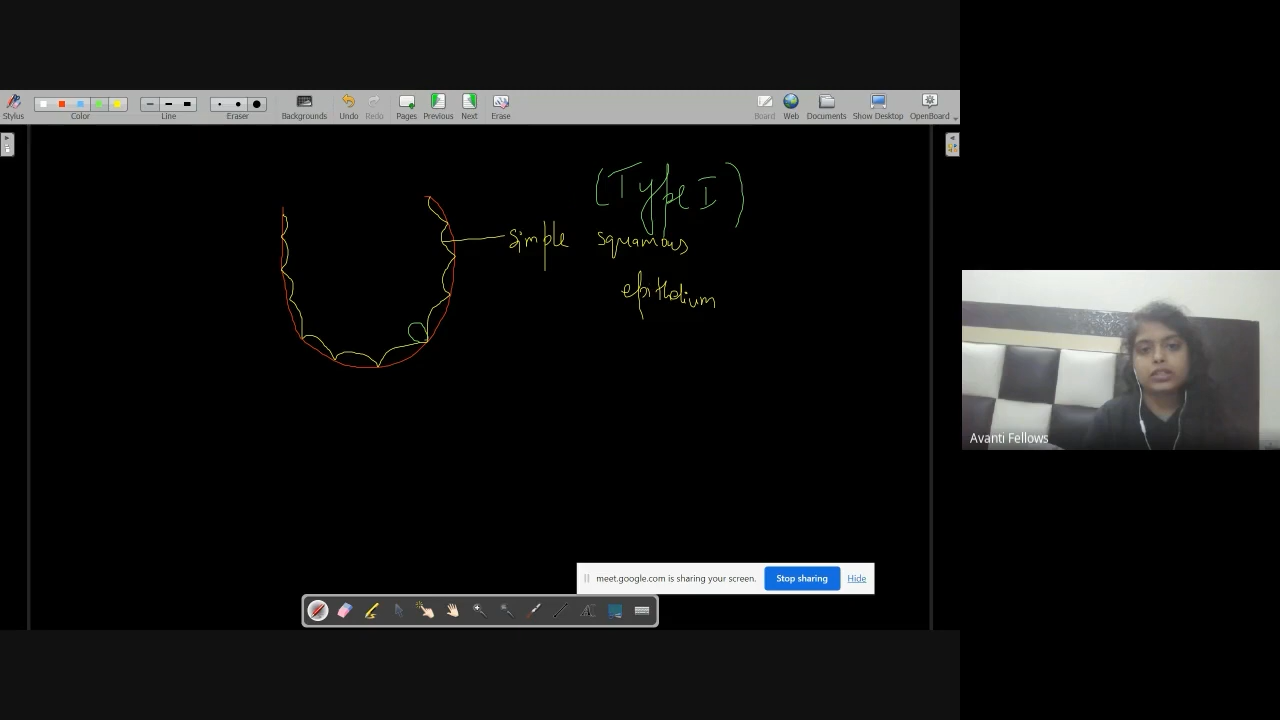 Stylus
Color
Line
Eraser
Backgrounds
Undo
Redo
Pages
Previous
Next
Erase
Board
Web
Documents
Show Desktop
OpenBoard
(Type I)
simple squamous
epithelium
Avanti Fellows
meet.google.com is sharing your screen.
Stop sharing
Hide